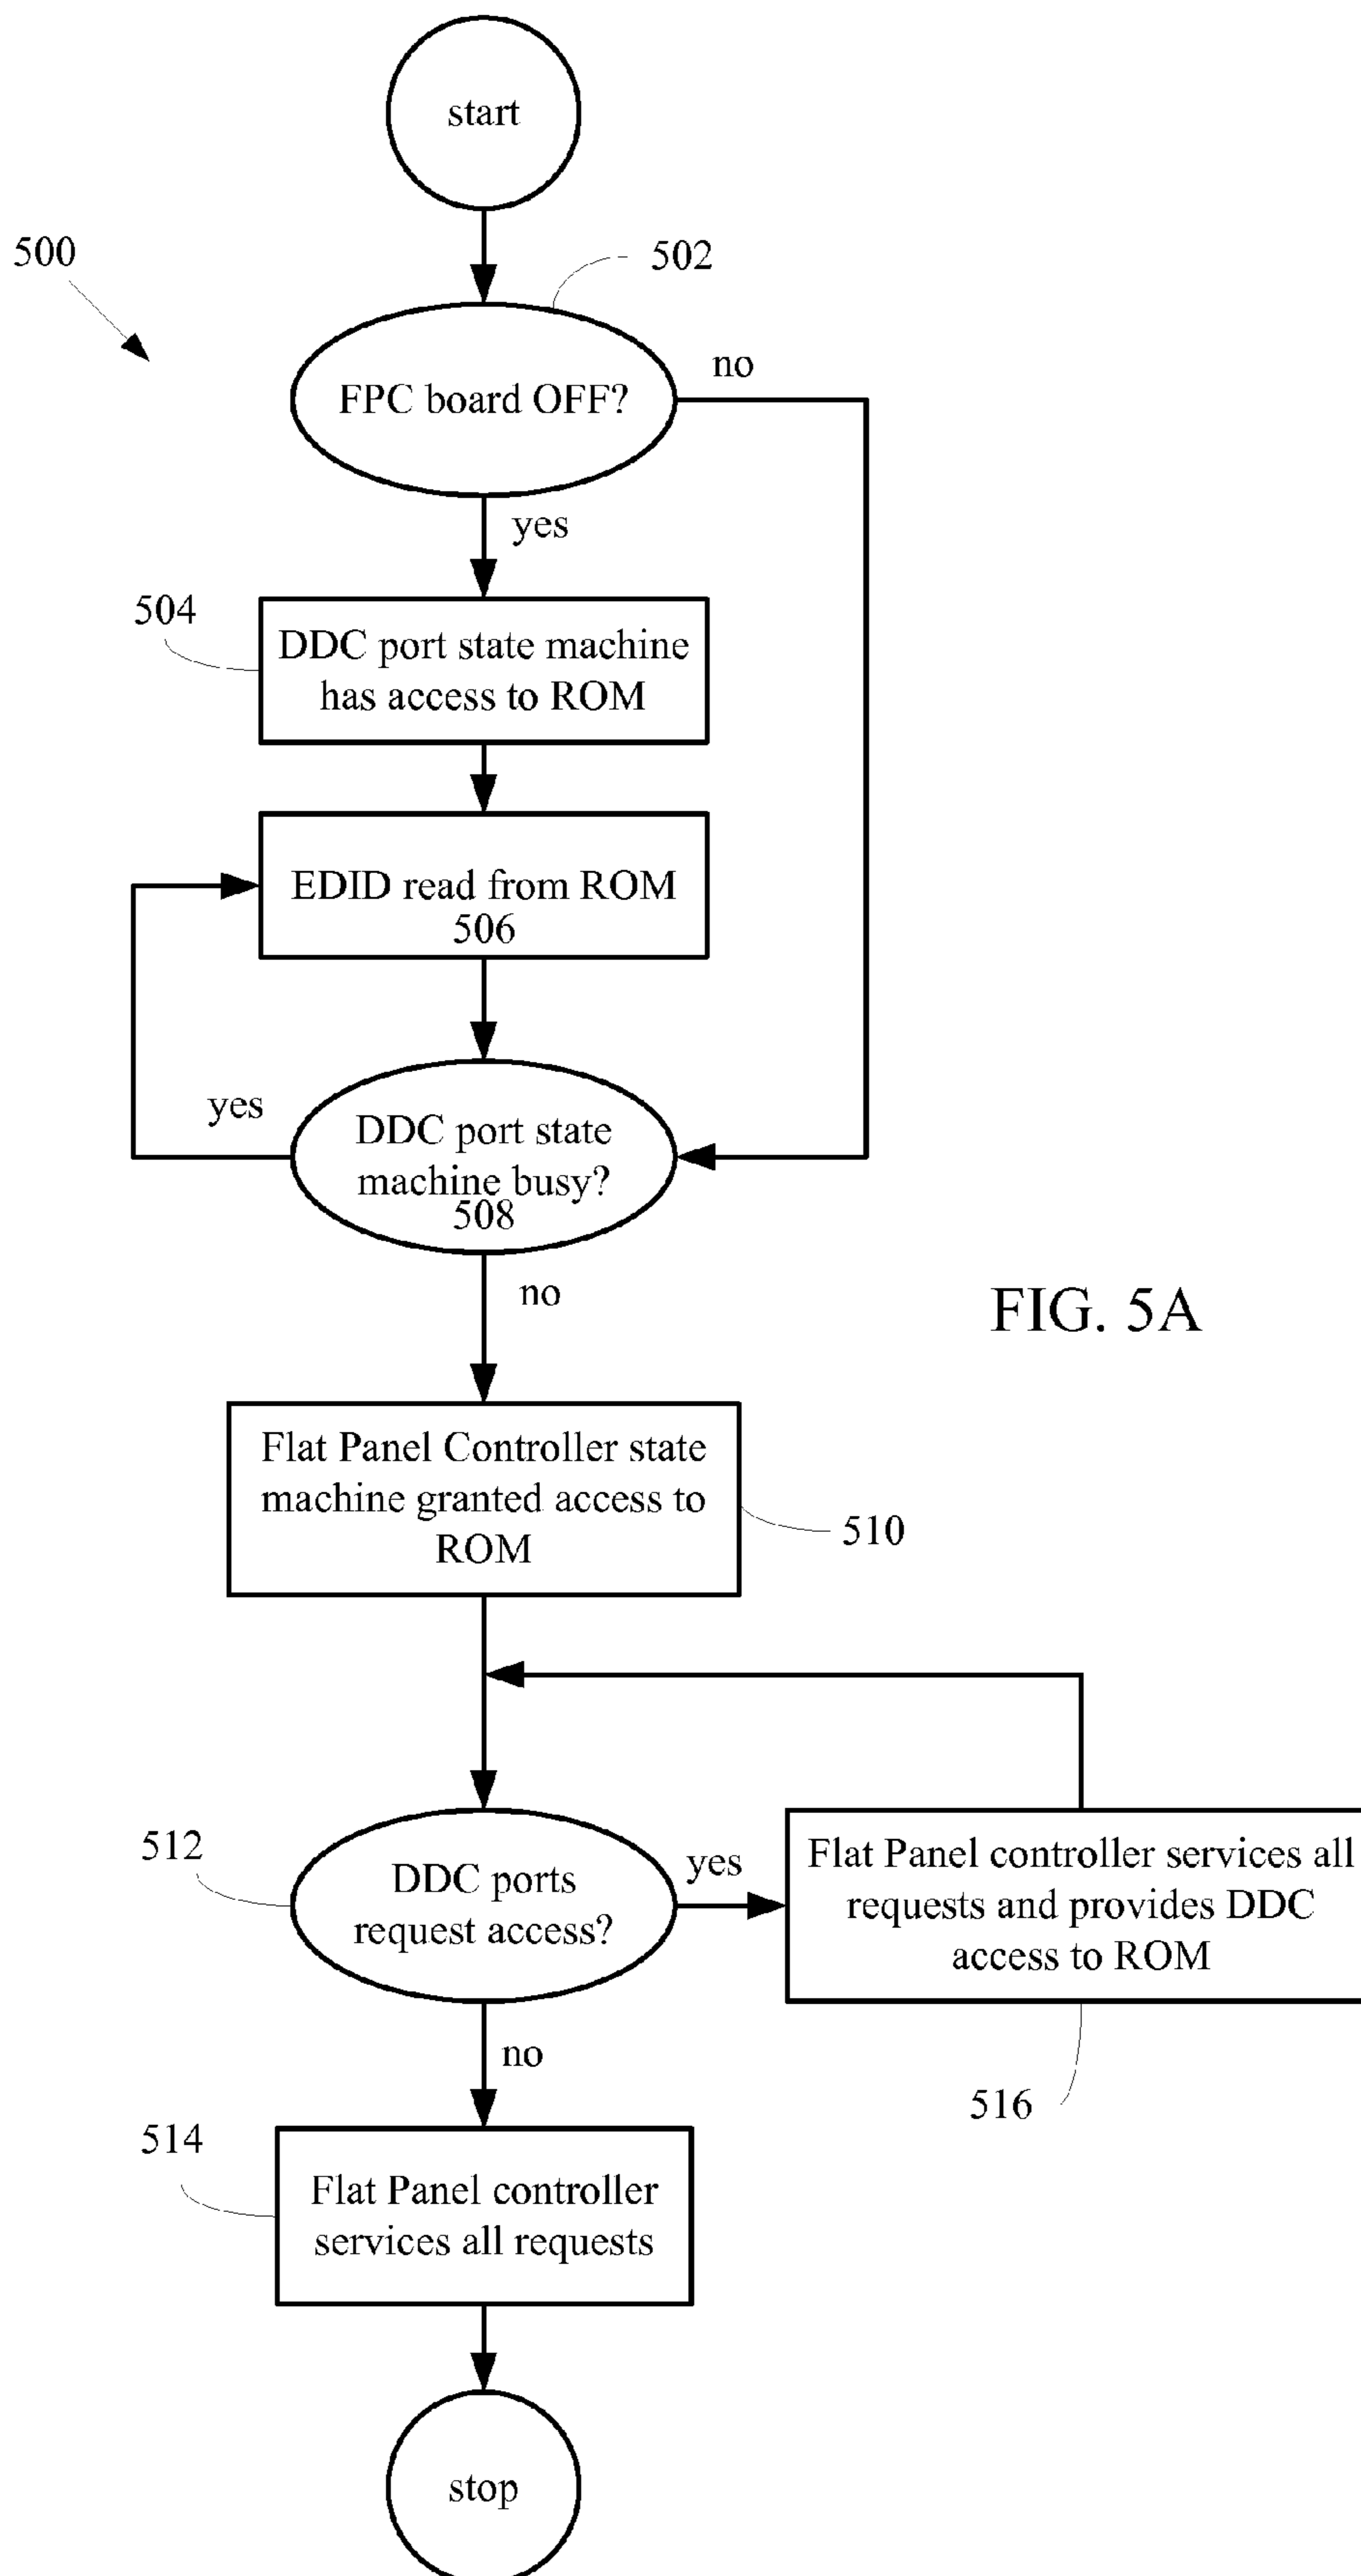 start
500
502
FPC board OFF?
no
yes
504
DDC port state machine
has access to ROM
EDID read from ROM
506
yes
DDC port state
machine busy?
508
no
FIG. 5A
Flat Panel Controller state
machine granted access to
ROM
510
512
DDC ports
request access?
yes
Flat Panel controller services all
requests and provides DDC
access to ROM
no
516
514
Flat Panel controller
services all requests
stop